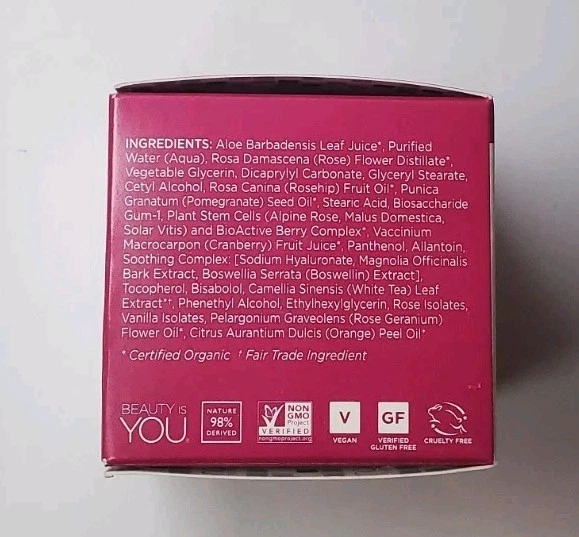 INGREDIENTS: Aloe Barbadensis Leaf Juice*, Purified
Water (Aqua), Rosa Damascena (Rose) Flower Distillate*,
Vegetable Glycerin, Dicaprylyl Carbonate, Glyceryl Stearate,
Cetyl Alcohol, Rosa Canina (Rosehip) Fruit Oil*, Punica
Granatum (Pomegranate) Seed Oil*, Stearic Acid, Biosaccharide
Gum-1, Plant Stem Cells (Alpine Rose, Malus Domestica,
Solar Vitis) and BioActive Berry Complex*, Vaccinium
Macrocarpon (Cranberry) Fruit Juice*, Panthenol, Allantoin,
Soothing Complex: [Sodium Hyaluronate, Magnolia Officinalis
Bark Extract, Boswellia Serrata (Boswellin) Extract],
Tocopherol, Bisabolol, Camellia Sinensis (White Tea) Leaf
Extract*†, Phenethyl Alcohol, Ethylhexylglycerin, Rose Isolates,
Vanilla Isolates, Pelargonium Graveolens (Rose Geranium)
Flower Oil*, Citrus Aurantium Dulcis (Orange) Peel Oil*
* Certified Organic † Fair Trade Ingredient
BEAUTY IS
YOU
NATURE
98%
DERIVED
NON
GMO
Project
VERIFIED
nongmoproject.org
V
VEGAN
GF
VERIFIED
GLUTEN FREE
CRUELTY FREE